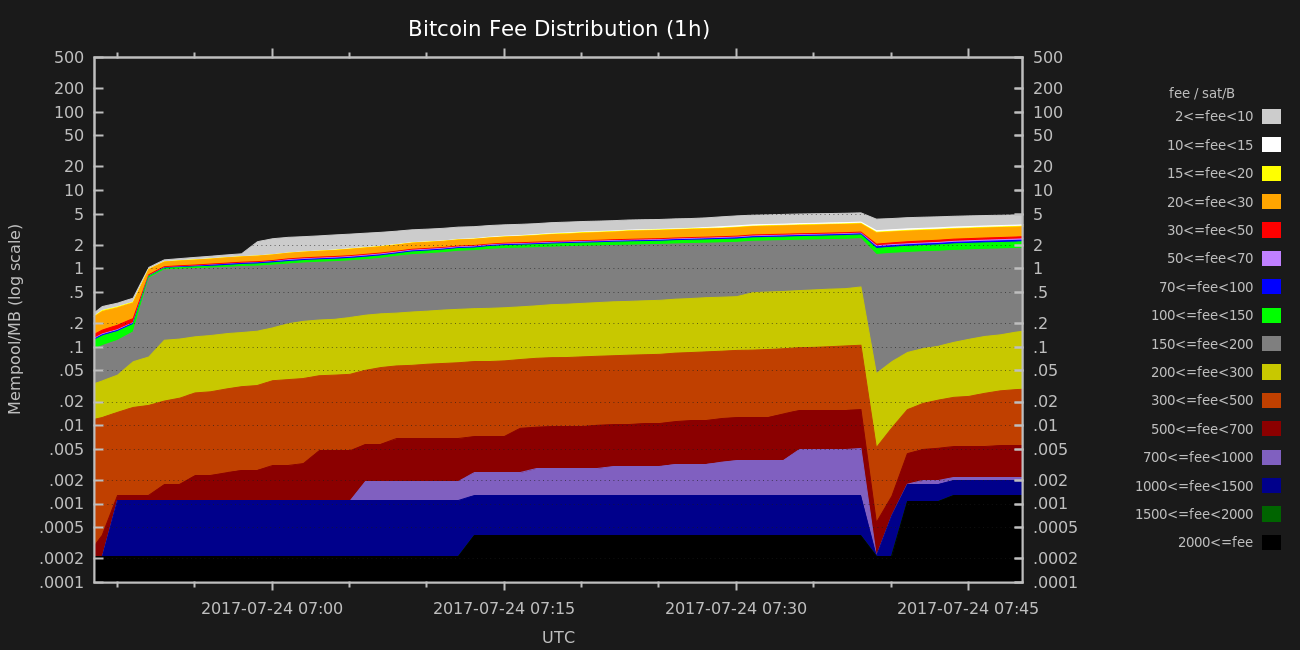 Bitcoin Fee Distribution (1h)
500
200
100
50
20
10
5
2
1
.5
.2
.1
.05
.02
.01
.005
.002
.001
.0005
.0002
.0001
Mempool/MB (log scale)
500
200
100
50
20
10
5
2
1
.5
.2
.1
.05
.02
.01
.005
.002
.001
.0005
.0002
.0001
2017-07-24 07:00
2017-07-24 07:15
2017-07-24 07:30
2017-07-24 07:45
UTC
fee / sat/B
2<=fee<10
10<=fee<15
15<=fee<20
20<=fee<30
30<=fee<50
50<=fee<70
70<=fee<100
100<=fee<150
150<=fee<200
200<=fee<300
300<=fee<500
500<=fee<700
700<=fee<1000
1000<=fee<1500
1500<=fee<2000
2000<=fee